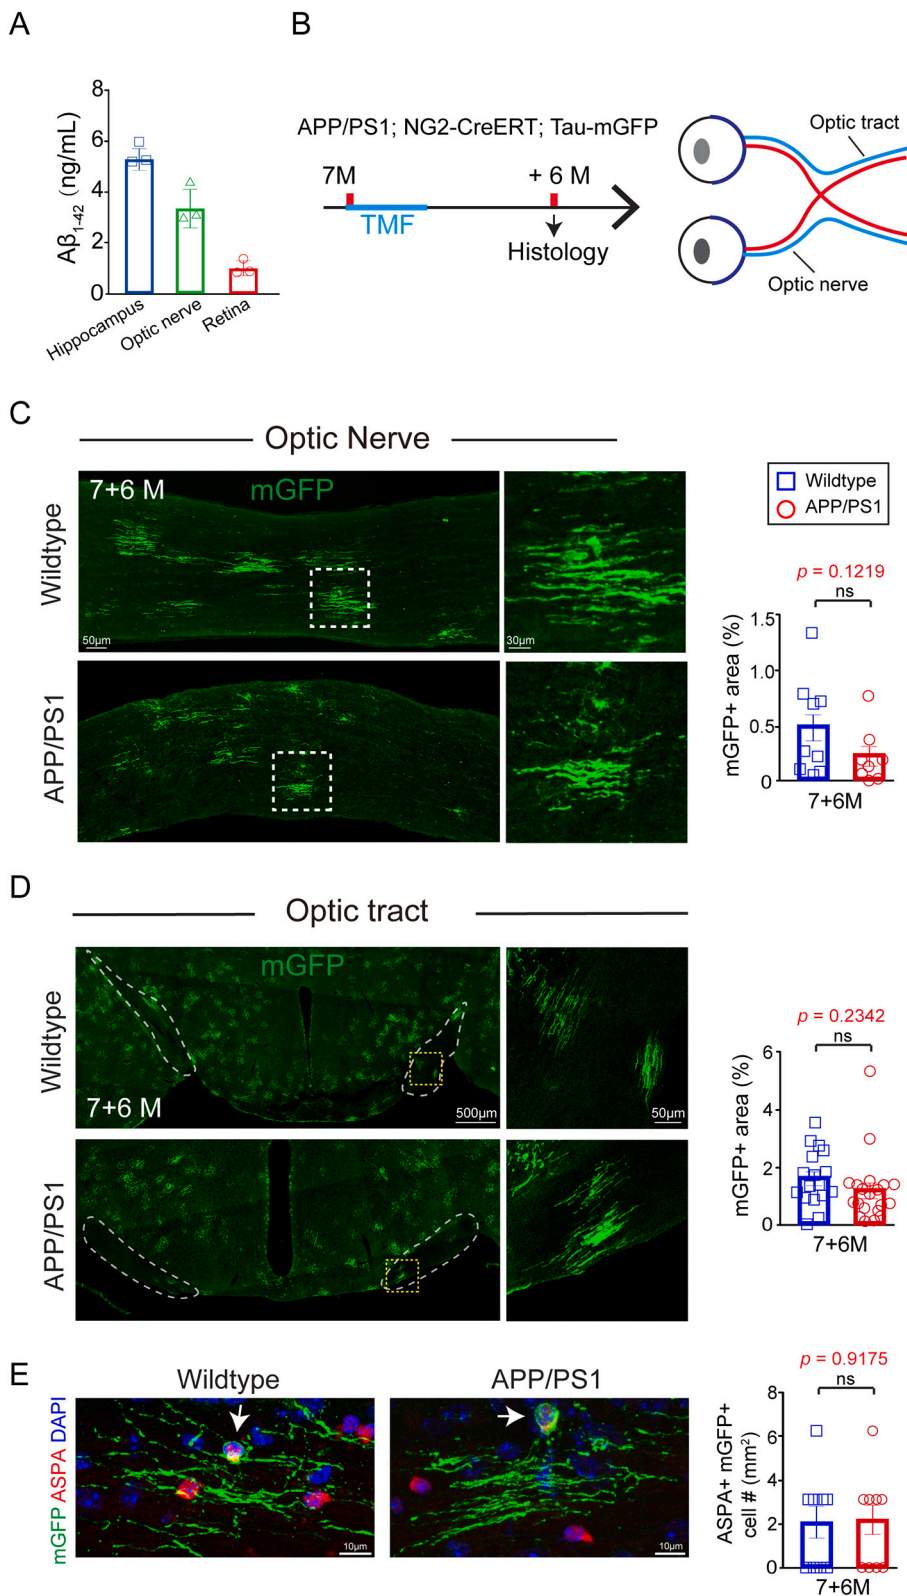 A
Aβ1-42 (ng/mL)
8
6
4
2
0
Hippocampus
Optic nerve
Retina
B
APP/PS1; NG2-CreERT; Tau-mGFP
7M
+ 6 M
TMF
Histology
Optic tract
Optic nerve
C
Optic Nerve
Wildtype
7+6 M
mGFP
50µm
30µm
APP/PS1
Wildtype
APP/PS1
p = 0.1219
ns
mGFP+ area (%)
1.5
1.0
0.5
0
7+6M
D
Optic tract
Wildtype
mGFP
7+6 M
500µm
50µm
APP/PS1
p = 0.2342
ns
mGFP+ area (%)
6
4
2
0
7+6M
E
Wildtype
APP/PS1
mGFP ASPA DAPI
10µm
10µm
p = 0.9175
ns
ASPA+ mGFP+
cell # (mm²)
8
6
4
2
0
7+6M